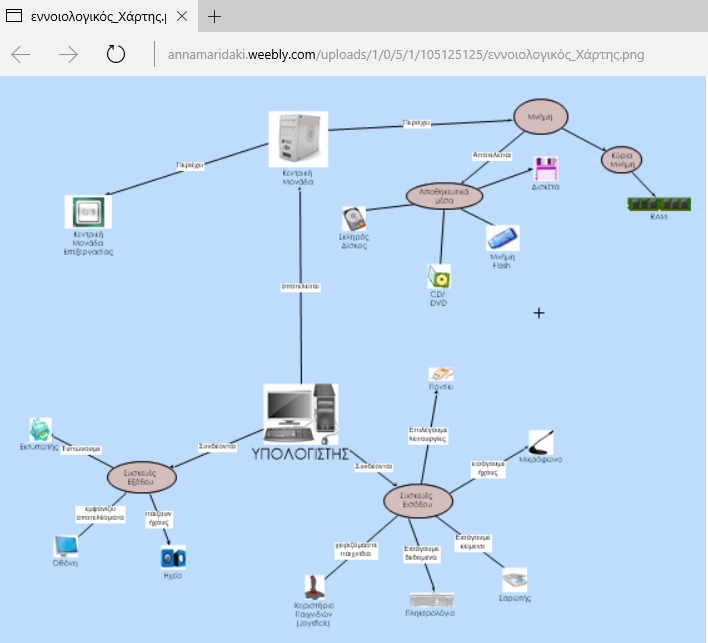 εννοιολογικός_Χάρτης.ṛ
annamaridaki.weebly.com/uploads/1/0/5/1/105125125/εννοιολογικός_Χάρτης.png
Περιέχει
Μνήμη
Περιέχει
Κεντρική
Μονάδα
Αποτελείται
Κύρια
Μνήμη
Δισκέτα
Αποθηκευτικά
μέσα
RAM
Κεντρική
Μονάδα
Επεξεργασίας
Σκληρός
Δίσκος
Μνήμη
Flash
CD/
DVD
αποτελείται
Ποντίκι
Επιλέγουμε
λειτουργίες
Εκτυπωτής
Τυπώνουμε
Συνδέονται
ΥΠΟΛΟΓΙΣΤΗΣ
Συνδέονται
εισάγουμε
ήχους
Μικρόφωνο
Συσκευές
Εξόδου
Συσκευές
Εισόδου
εμφανίζει
αποτελέσματα
παίζουν
ήχους
Οθόνη
Ηχείο
χειριζόμαστε
παιχνίδια
Εισάγουμε
δεδομένα
Εισάγουμε
κείμενο
Χειριστήριο
Παιχνιδιών
(Joystick)
Πληκτρολόγιο
Σαρωτής